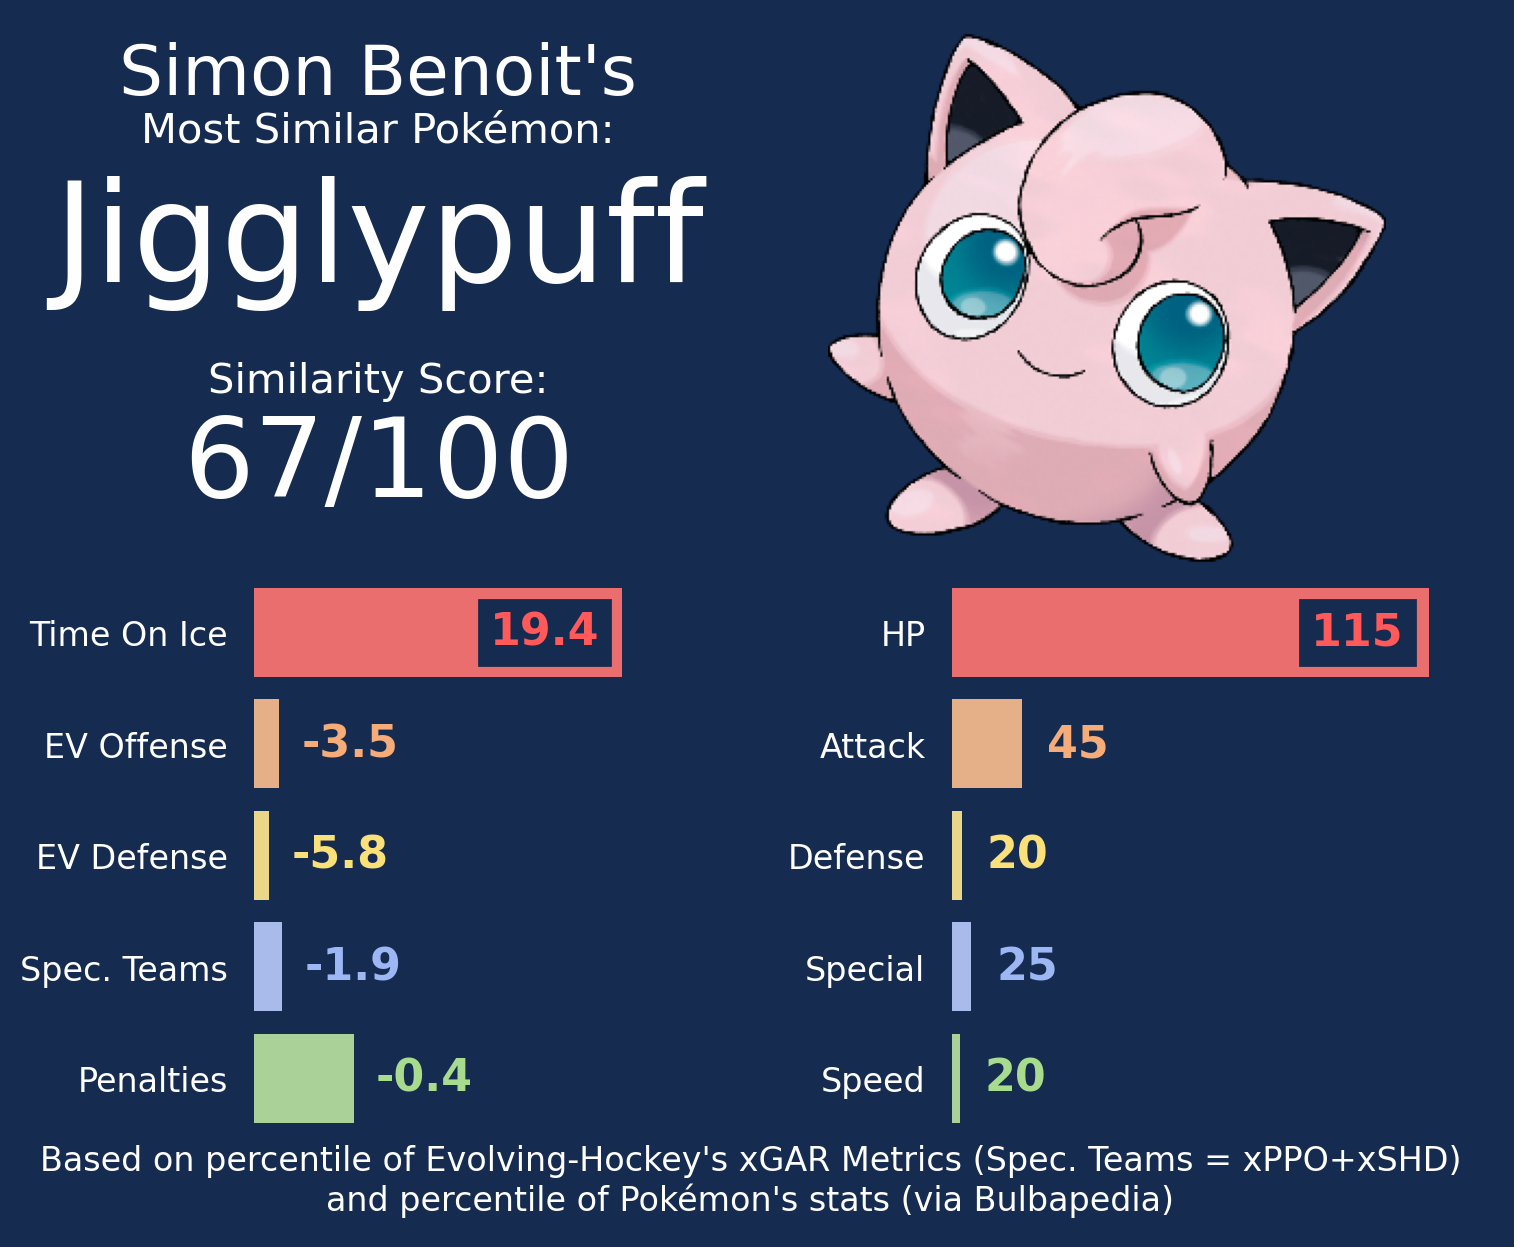 Simon Benoit's
Most Similar Pokémon:
Jigglypuff
Similarity Score:
67/100
Time On Ice 19.4
EV Offense -3.5
EV Defense -5.8
Spec. Teams -1.9
Penalties -0.4
HP 115
Attack 45
Defense 20
Special 25
Speed 20
Based on percentile of Evolving-Hockey's xGAR Metrics (Spec. Teams = xPPO+xSHD)
and percentile of Pokémon's stats (via Bulbapedia)